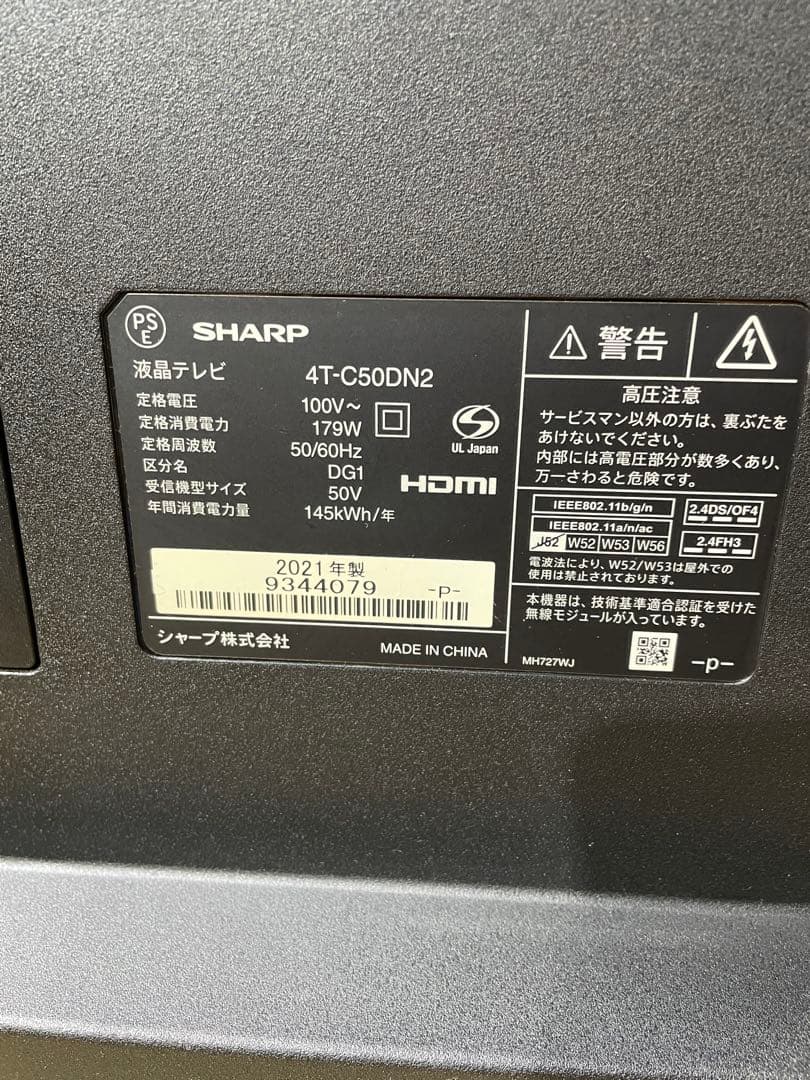 PS
E
SHARP
液晶テレビ 4T-C50DN2
定格電圧 100V～
定格消費電力 179W
定格周波数 50/60Hz
区分名 DG1
受信機型サイズ 50V
年間消費電力量 145kWh/年
UL Japan
HDMI
2021年製
9344079 -P-
シャープ株式会社 MADE IN CHINA
警告
高圧注意
サービスマン以外の方は、裏ぶたを
あけないでください。
内部には高電圧部分が数多くあり、
万一さわると危険です。
IEEE802.11b/g/n 2.4DS/OF4
IEEE802.11a/n/ac
J52 W52 W53 W56 2.4FH3
電波法により、W52/W53は屋外での
使用は禁止されております。
本機器は、技術基準適合認証を受けた
無線モジュールが入っています。
MH727WJ -p-